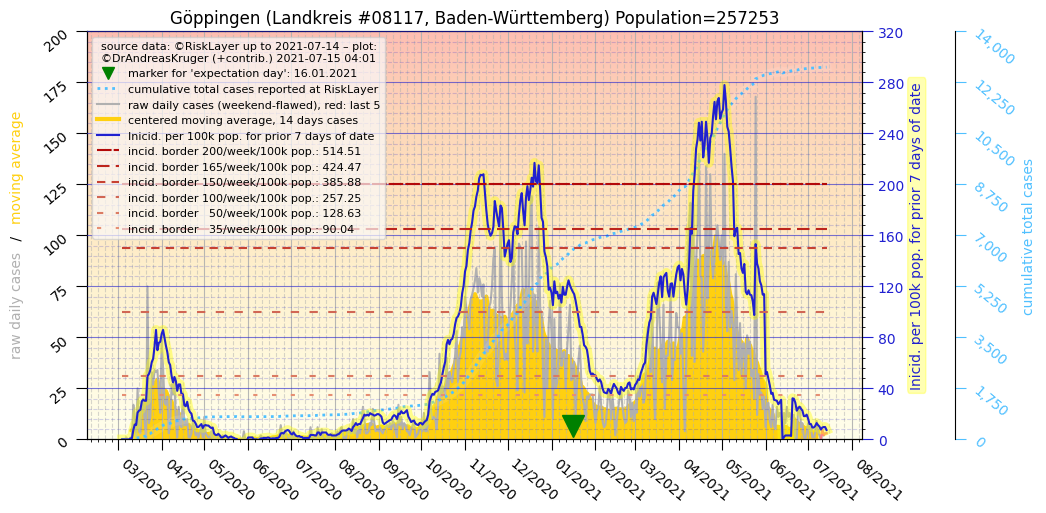 Göppingen (Landkreis #08117, Baden-Württemberg) Population=257253
source data: ©RiskLayer up to 2021-07-14 – plot:
©DrAndreasKruger (+contrib.) 2021-07-15 04:01
marker for 'expectation day': 16.01.2021
cumulative total cases reported at RiskLayer
raw daily cases (weekend-flawed), red: last 5
centered moving average, 14 days cases
Inicid. per 100k pop. for prior 7 days of date
incid. border 200/week/100k pop.: 514.51
incid. border 165/week/100k pop.: 424.47
incid. border 150/week/100k pop.: 385.88
incid. border 100/week/100k pop.: 257.25
incid. border   50/week/100k pop.: 128.63
incid. border   35/week/100k pop.: 90.04
raw daily cases / moving average
200
175
150
125
100
75
50
25
0
03/2020
04/2020
05/2020
06/2020
07/2020
08/2020
09/2020
10/2020
11/2020
12/2020
01/2021
02/2021
03/2021
04/2021
05/2021
06/2021
07/2021
08/2021
320
280
240
200
160
120
80
40
0
Inicid. per 100k pop. for prior 7 days of date
14,000
12,250
10,500
8,750
7,000
5,250
3,500
1,750
0
cumulative total cases